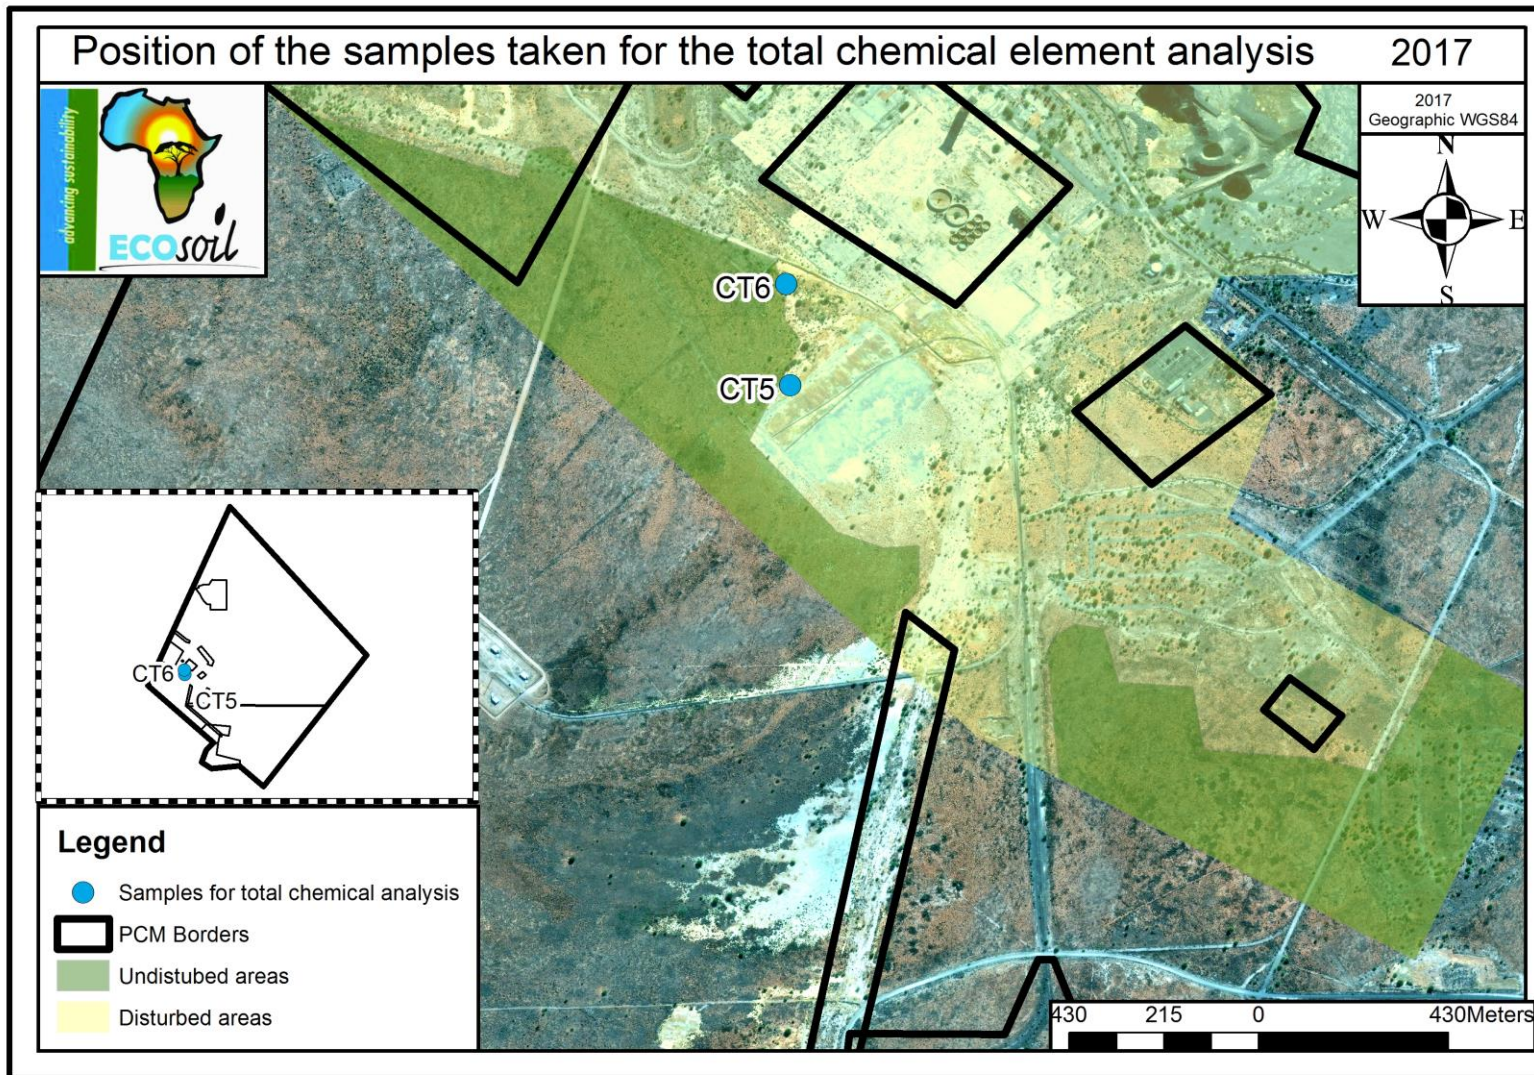 Position of the samples taken for the total chemical element analysis 2017
advancing sustainability
ECOsoil
2017
Geographic WGS84
N
W E
S
CT6
CT5
CT6
CT5
Legend
Samples for total chemical analysis
PCM Borders
Undistubed areas
Disturbed areas
430 215 0 430Meters